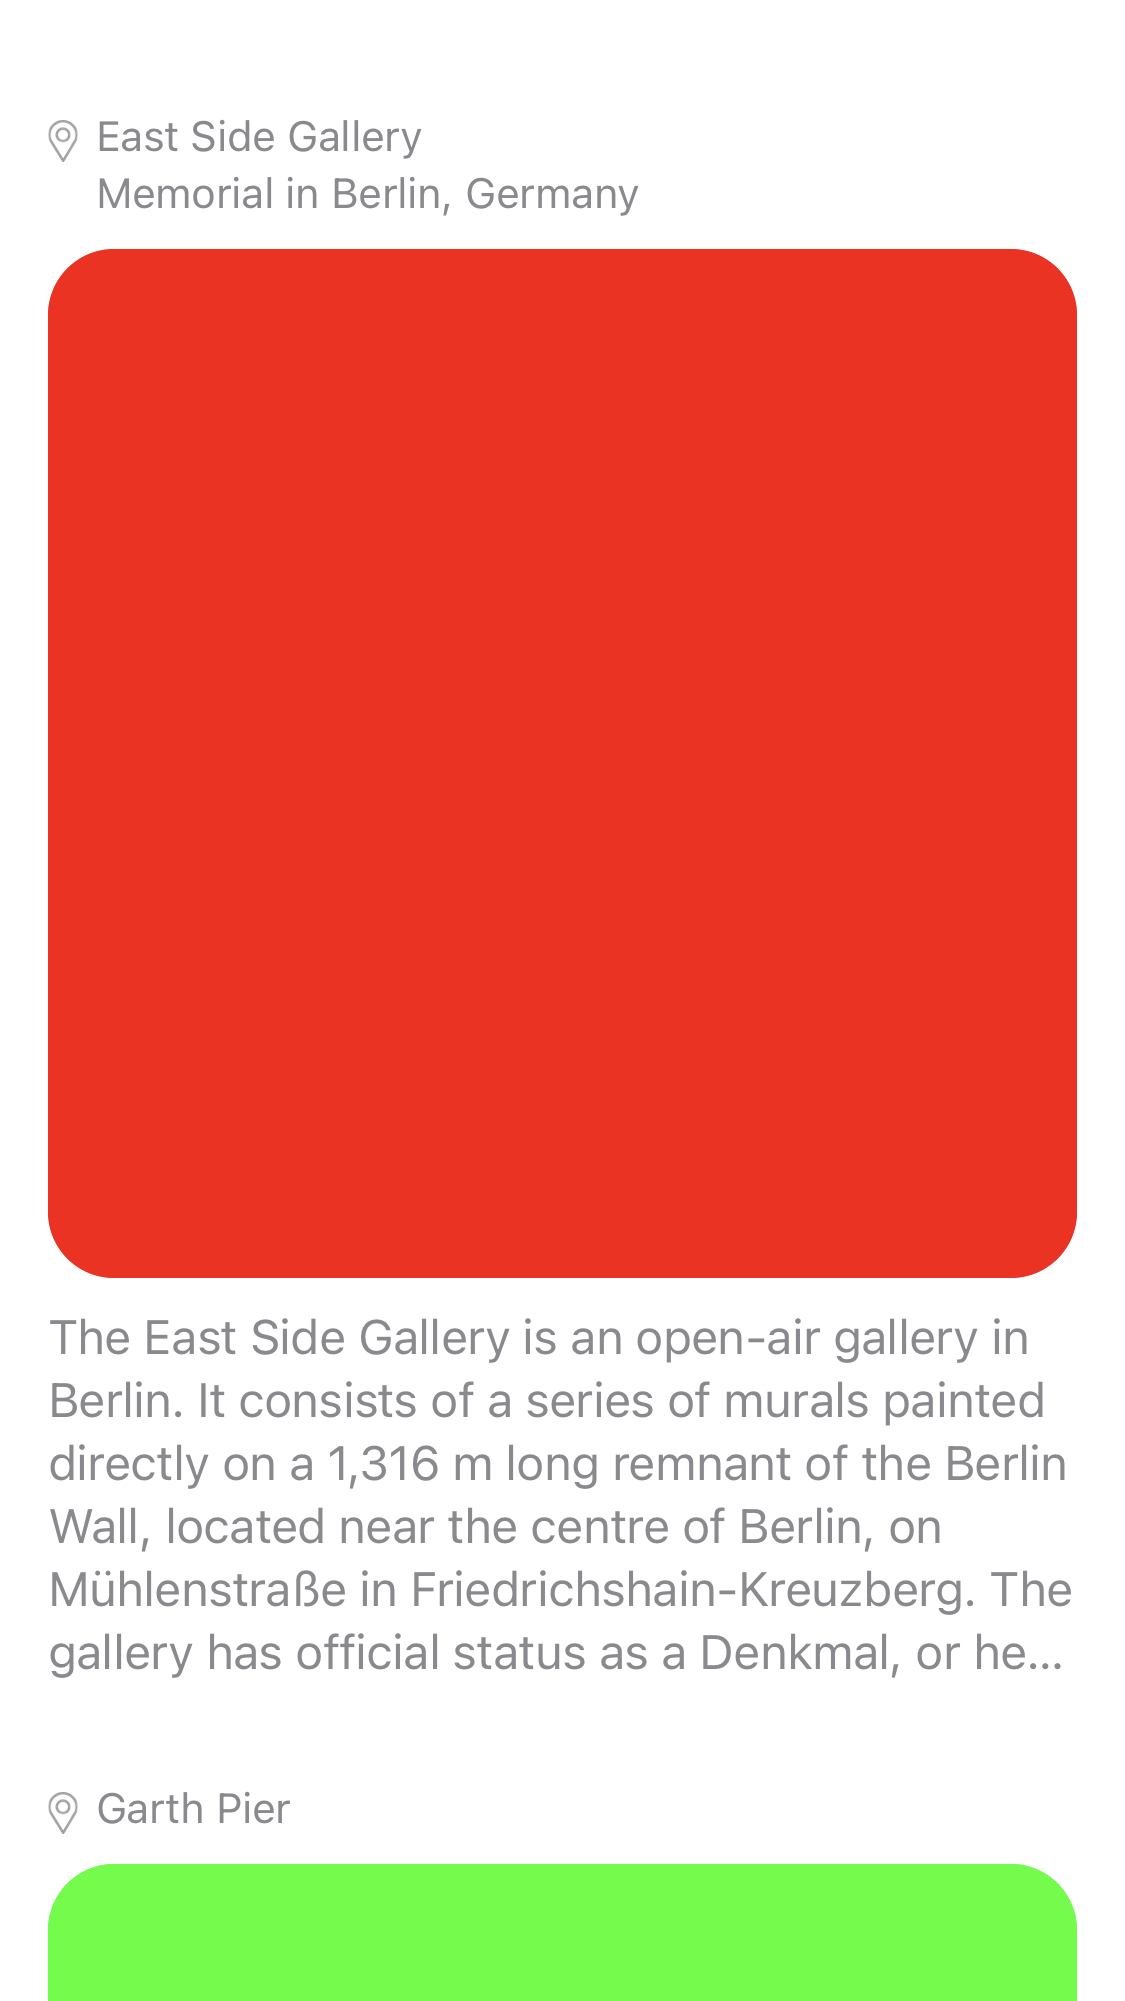 East Side Gallery
Memorial in Berlin, Germany
The East Side Gallery is an open-air gallery in
Berlin. It consists of a series of murals painted
directly on a 1,316 m long remnant of the Berlin
Wall, located near the centre of Berlin, on
Mühlenstraße in Friedrichshain-Kreuzberg. The
gallery has official status as a Denkmal, or he...
Garth Pier